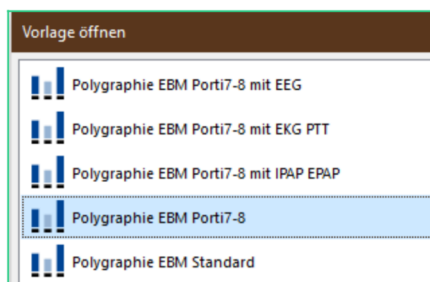 Vorlage öffnen
Polygraphie EBM Porti7-8 mit EEG
Polygraphie EBM Porti7-8 mit EKG PTT
Polygraphie EBM Porti7-8 mit IPAP EPAP
Polygraphie EBM Porti7-8
Polygraphie EBM Standard